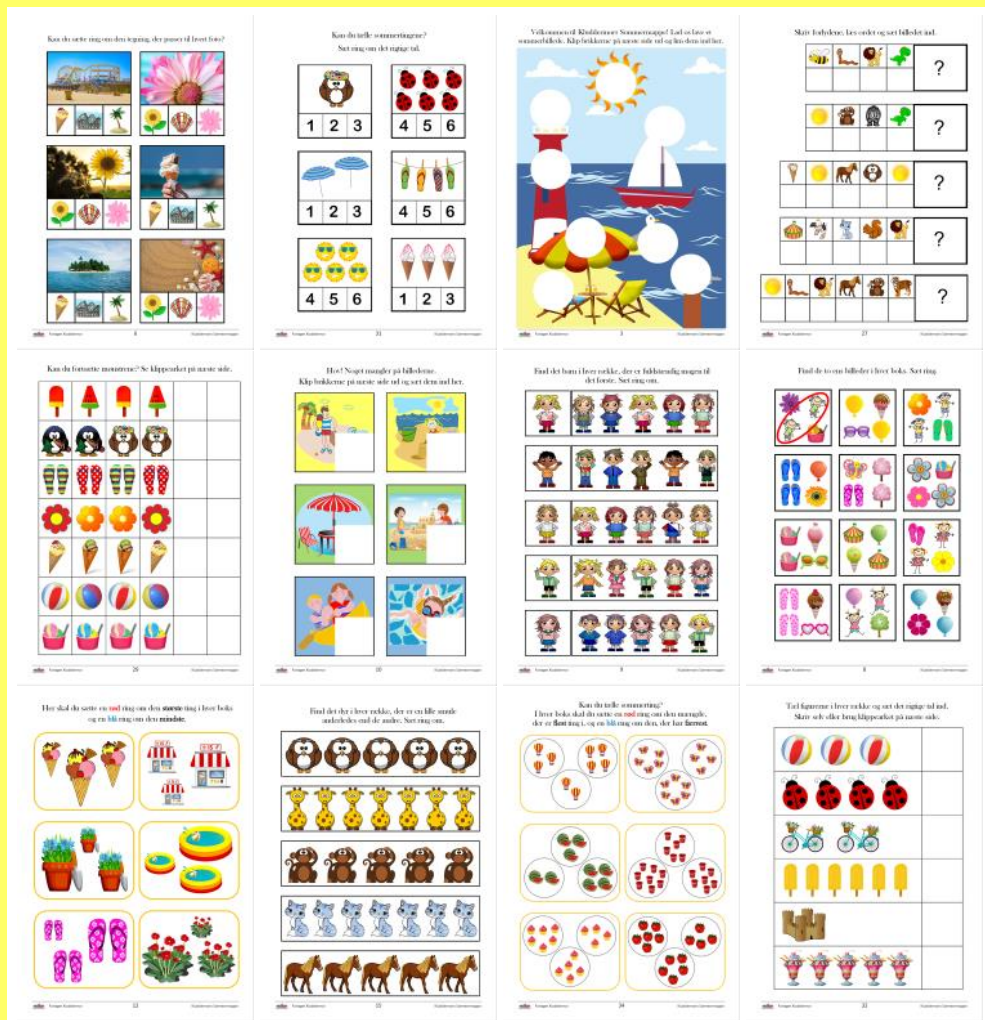 Kan du sætte ring om den tegning, der passer til hvert foto?
6
Kan du tælle sommertingene?
Sæt ring om det rigtige tal.
1 2 3
4 5 6
1 2 3
4 5 6
4 5 6
1 2 3
31
Velkommen til Klublærernes Sommermappe! Lad os lave et
sommerbillede. Klip brikkerne på næste side ud og lim dem ind her.
3
Skriv forlydene, læs ordet og sæt billedet ind.
?
?
?
?
?
27
Kan du fortsætte mønstrene? Se klippearket på næste side.
29
Hov! Noget mangler på billederne.
Klip brikkerne på næste side ud og sæt dem ind her.
Find det barn i hver række, der er fuldstændig magen til
det første. Sæt ring om.
9
Find de to ens billeder i hver boks. Sæt ring.
8
Her skal du sætte en rød ring om den største ting i hver boks
og en blå ring om den mindste.
Find det dyr i hver række, der er en lille smule
anderledes end de andre. Sæt ring om.
Kan du tælle sommerting?
I hver boks skal du sætte en rød ring om den mængde,
der er flest ting i, og en blå ring om den, der har færrest.
34
Tæl figurerne i hver række og sæt det rigtige tal ind.
Skriv selv eller brug klippearket på næste side.